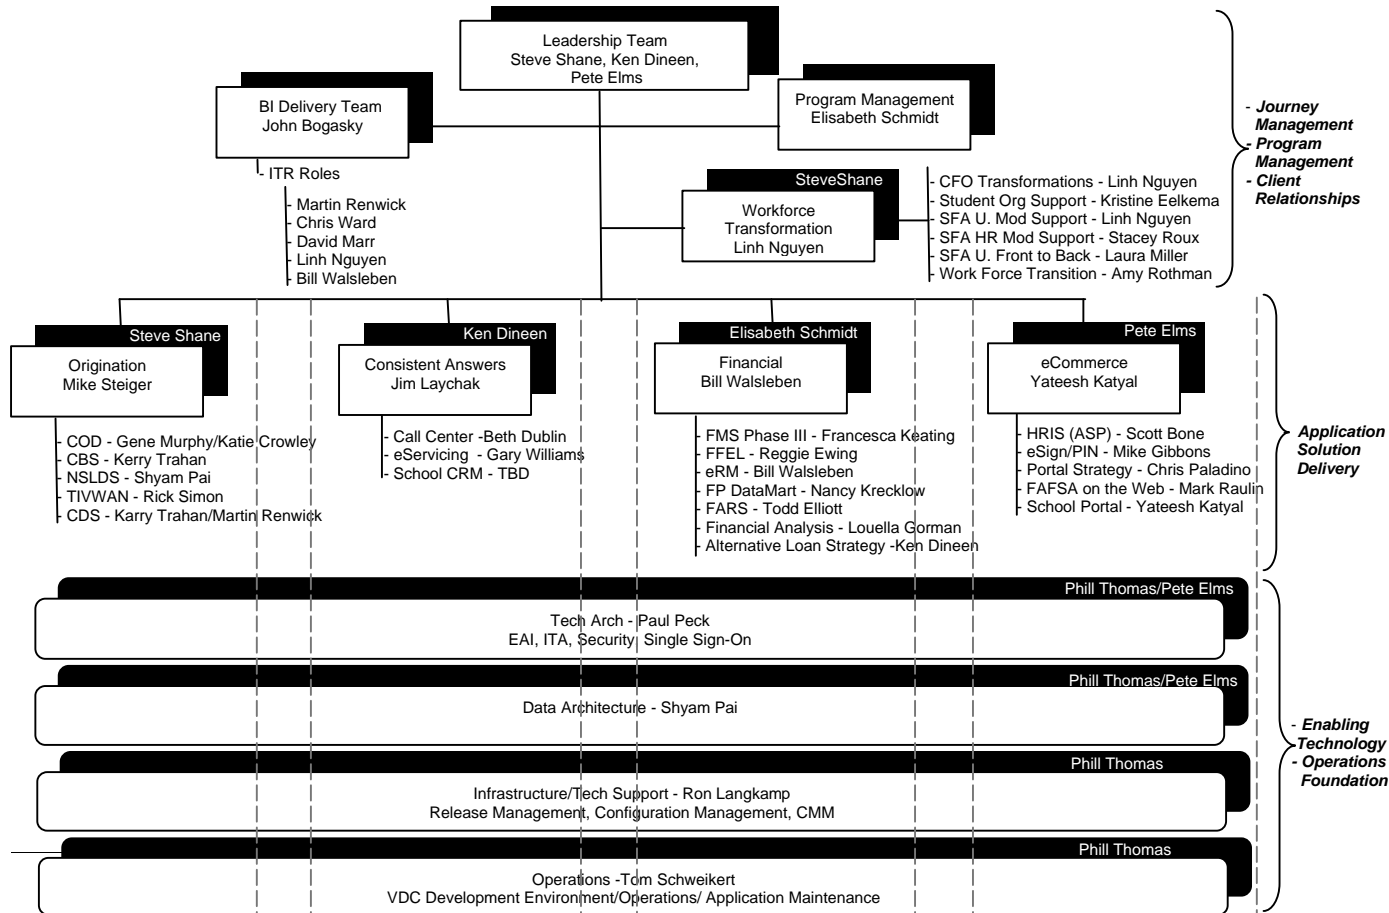 Leadership Team
Steve Shane, Ken Dineen,
Pete Elms
BI Delivery Team
John Bogasky
Program Management
Elisabeth Schmidt
- ITR Roles
- Martin Renwick
- Chris Ward
- David Marr
- Linh Nguyen
- Bill Walsleben
SteveShane
Workforce
Transformation
Linh Nguyen
- CFO Transformations - Linh Nguyen
- Student Org Support - Kristine Eelkema
- SFA U. Mod Support - Linh Nguyen
- SFA HR Mod Support - Stacey Roux
- SFA U. Front to Back - Laura Miller
- Work Force Transition - Amy Rothman
- Journey
Management
- Program
Management
- Client
Relationships
Steve Shane
Origination
Mike Steiger
- COD - Gene Murphy/Katie Crowley
- CBS - Kerry Trahan
- NSLDS - Shyam Pai
- TIVWAN - Rick Simon
- CDS - Karry Trahan/Martin Renwick
Ken Dineen
Consistent Answers
Jim Laychak
- Call Center -Beth Dublin
- eServicing - Gary Williams
- School CRM - TBD
Elisabeth Schmidt
Financial
Bill Walsleben
- FMS Phase III - Francesca Keating
- FFEL - Reggie Ewing
- eRM - Bill Walsleben
- FP DataMart - Nancy Krecklow
- FARS - Todd Elliott
- Financial Analysis - Louella Gorman
- Alternative Loan Strategy -Ken Dineen
Pete Elms
eCommerce
Yateesh Katyal
- HRIS (ASP) - Scott Bone
- eSign/PIN - Mike Gibbons
- Portal Strategy - Chris Paladino
- FAFSA on the Web - Mark Raulin
- School Portal - Yateesh Katyal
Application
Solution
Delivery
Phill Thomas/Pete Elms
Tech Arch - Paul Peck
EAI, ITA, Security, Single Sign-On
Phill Thomas/Pete Elms
Data Architecture - Shyam Pai
Phill Thomas
Infrastructure/Tech Support - Ron Langkamp
Release Management, Configuration Management, CMM
Phill Thomas
Operations -Tom Schweikert
VDC Development Environment/Operations/ Application Maintenance
- Enabling
Technology
- Operations
Foundation